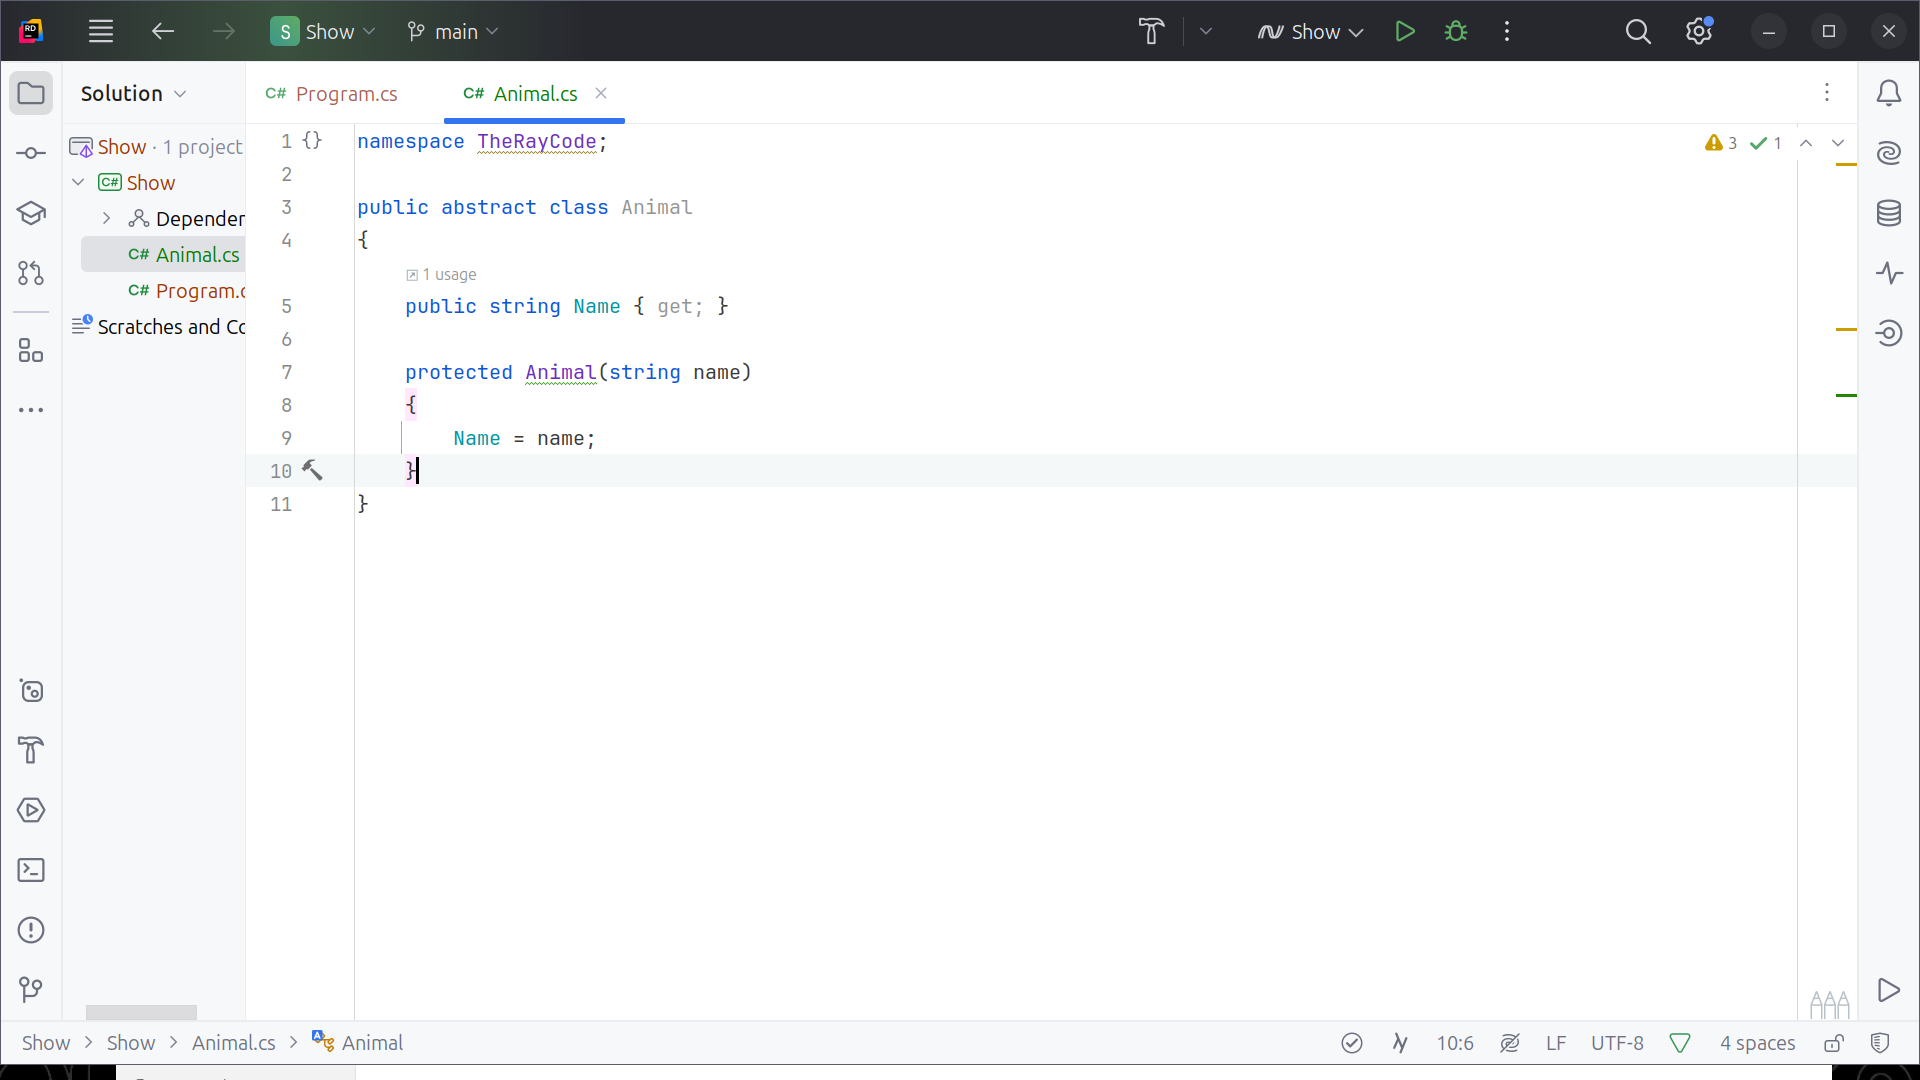 RD
S Show
main
Show
Solution
C# Program.cs
C# Animal.cs
Show · 1 project
C# Show
Depender
C# Animal.cs
C# Program.c
Scratches and Co
3
1
1 {} namespace TheRayCode;
2
3 public abstract class Animal
4 {
1 usage
5 public string Name { get; }
6
7 protected Animal(string name)
8 {
9 Name = name;
10 }
11 }
Show > Show > Animal.cs > Animal
10:6
LF
UTF-8
4 spaces